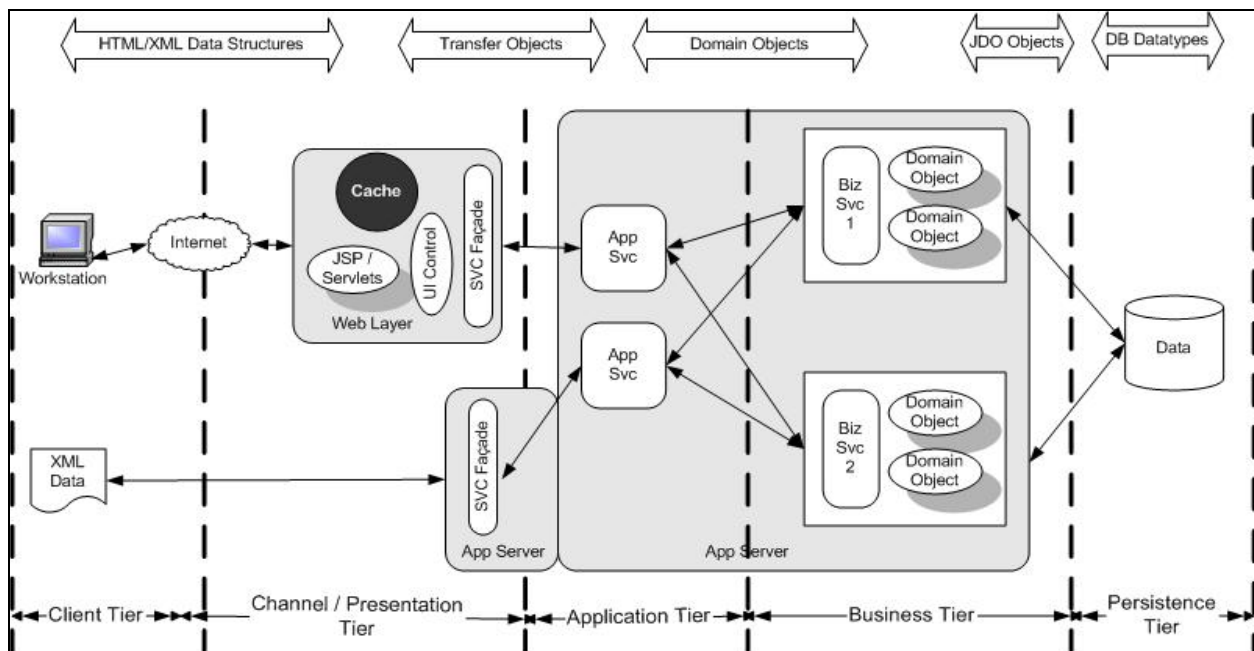 HTML/XML Data Structures
Transfer Objects
Domain Objects
JDO Objects
DB Datatypes
Cache
JSP /
Servlets
UI Control
SVC Façade
Web Layer
Workstation
Internet
App
Svc
App
Svc
Biz
Svc
1
Domain
Object
Domain
Object
Data
XML
Data
SVC Façade
App Server
Biz
Svc
2
Domain
Object
Domain
Object
App Server
Client Tier
Channel / Presentation
Tier
Application Tier
Business Tier
Persistence
Tier